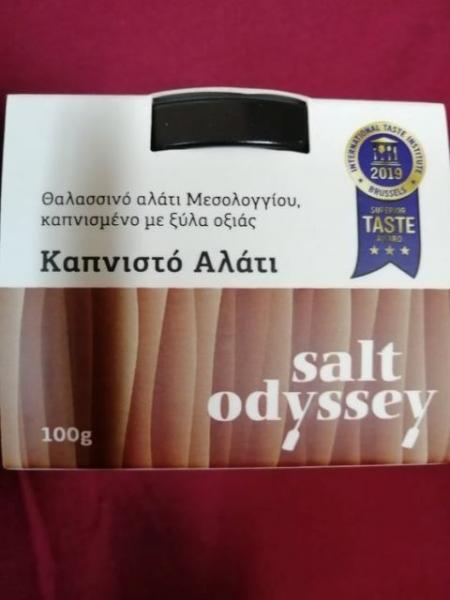 INTERNATIONAL TASTE INSTITUTE
2019
BRUSSELS
SUPERIOR
TASTE
AWARD
Θαλασσινό αλάτι Μεσολογγίου,
καπνισμένο με ξύλα οξιάς
Καπνιστό Αλάτι
salt
odyssey
100g